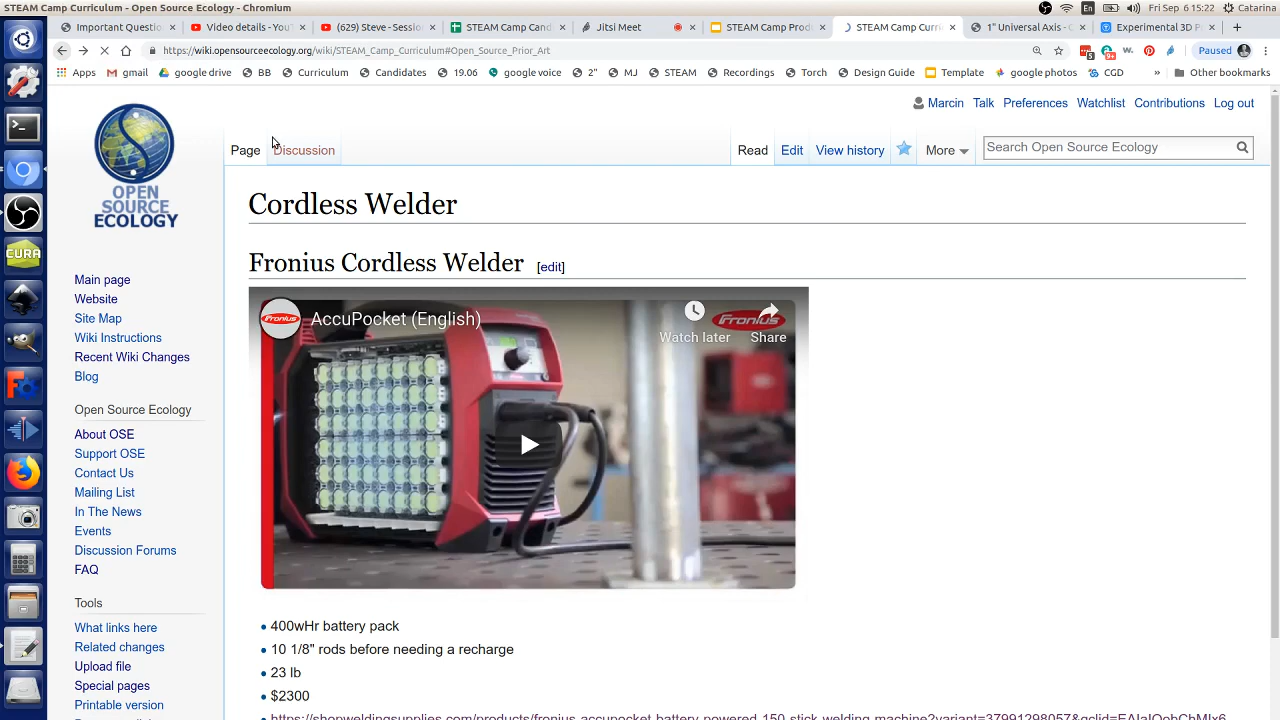 STEAM Camp Curriculum - Open Source Ecology - Chromium
En
Fri Sep 6 15:22
Catarina
Important Questio
Video details - You
(629) Steve - Session
STEAM Camp Cand
Jitsi Meet
STEAM Camp Prod
STEAM Camp Curri
1" Universal Axis - O
Experimental 3D P
https://wiki.opensourceecology.org/wiki/STEAM_Camp_Curriculum#Open_Source_Prior_Art
Paused
Apps
gmail
google drive
BB
Curriculum
Candidates
19.06
google voice
2"
MJ
STEAM
Recordings
Torch
Design Guide
Template
google photos
CGD
»
Other bookmarks
Marcin
Talk
Preferences
Watchlist
Contributions
Log out
Page
Discussion
Read
Edit
View history
More
Search Open Source Ecology
OPEN
SOURCE
ECOLOGY
Main page
Website
Site Map
Wiki Instructions
Recent Wiki Changes
Blog
Open Source Ecology
About OSE
Support OSE
Contact Us
Mailing List
In The News
Events
Discussion Forums
FAQ
Tools
What links here
Related changes
Upload file
Special pages
Printable version
Cordless Welder
Fronius Cordless Welder [edit]
Fronius
AccuPocket (English)
Watch later
Share
Fronius
400wHr battery pack
10 1/8" rods before needing a recharge
23 lb
$2300
CURA